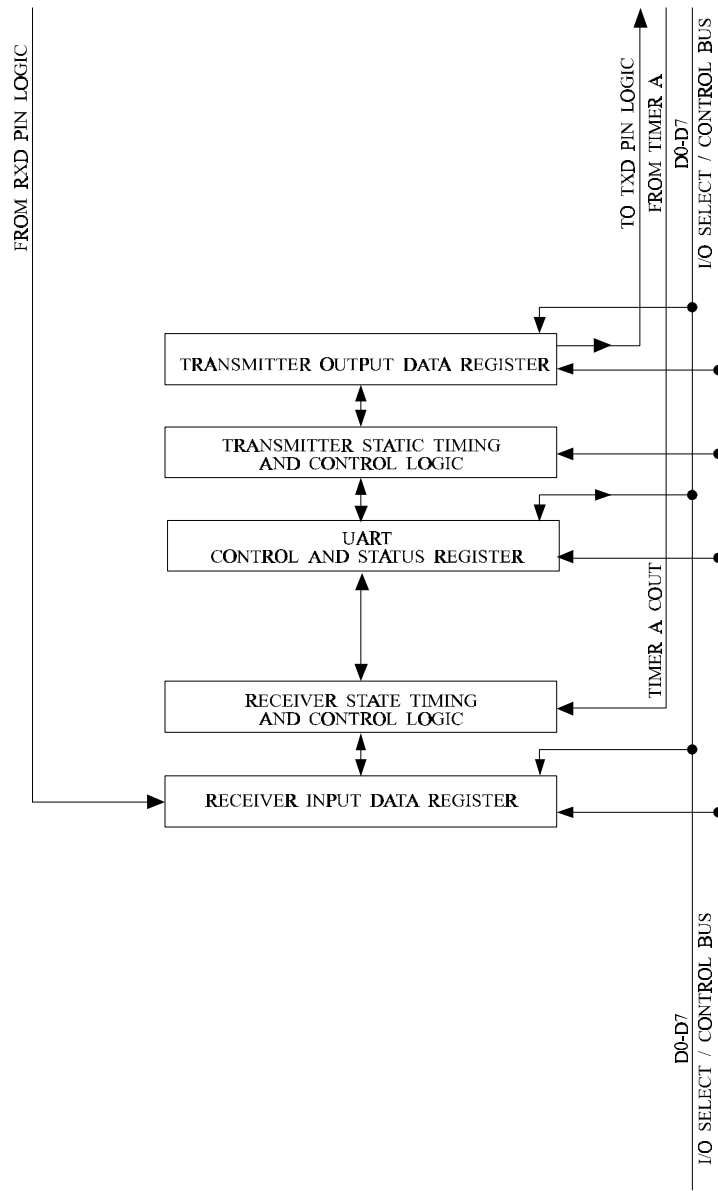 FROM RXD PIN LOGIC
TO TXD PIN LOGIC
FROM TIMER A
D0-D7
I/O SELECT / CONTROL BUS
TRANSMITTER OUTPUT DATA REGISTER
TRANSMITTER STATIC TIMING
AND CONTROL LOGIC
UART
CONTROL AND STATUS REGISTER
TIMER A COUT
RECEIVER STATE TIMING
AND CONTROL LOGIC
RECEIVER INPUT DATA REGISTER
D0-D7
I/O SELECT / CONTROL BUS